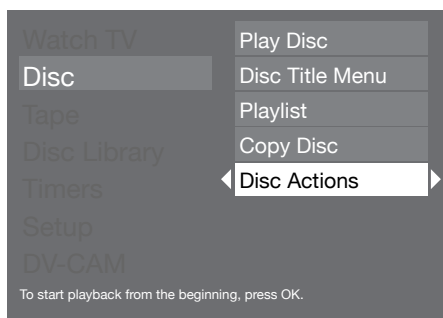 Watch TV
Disc
Tape
Disc Library
Timers
Setup
DV-CAM
Play Disc
Disc Title Menu
Playlist
Copy Disc
Disc Actions
To start playback from the beginning, press OK.